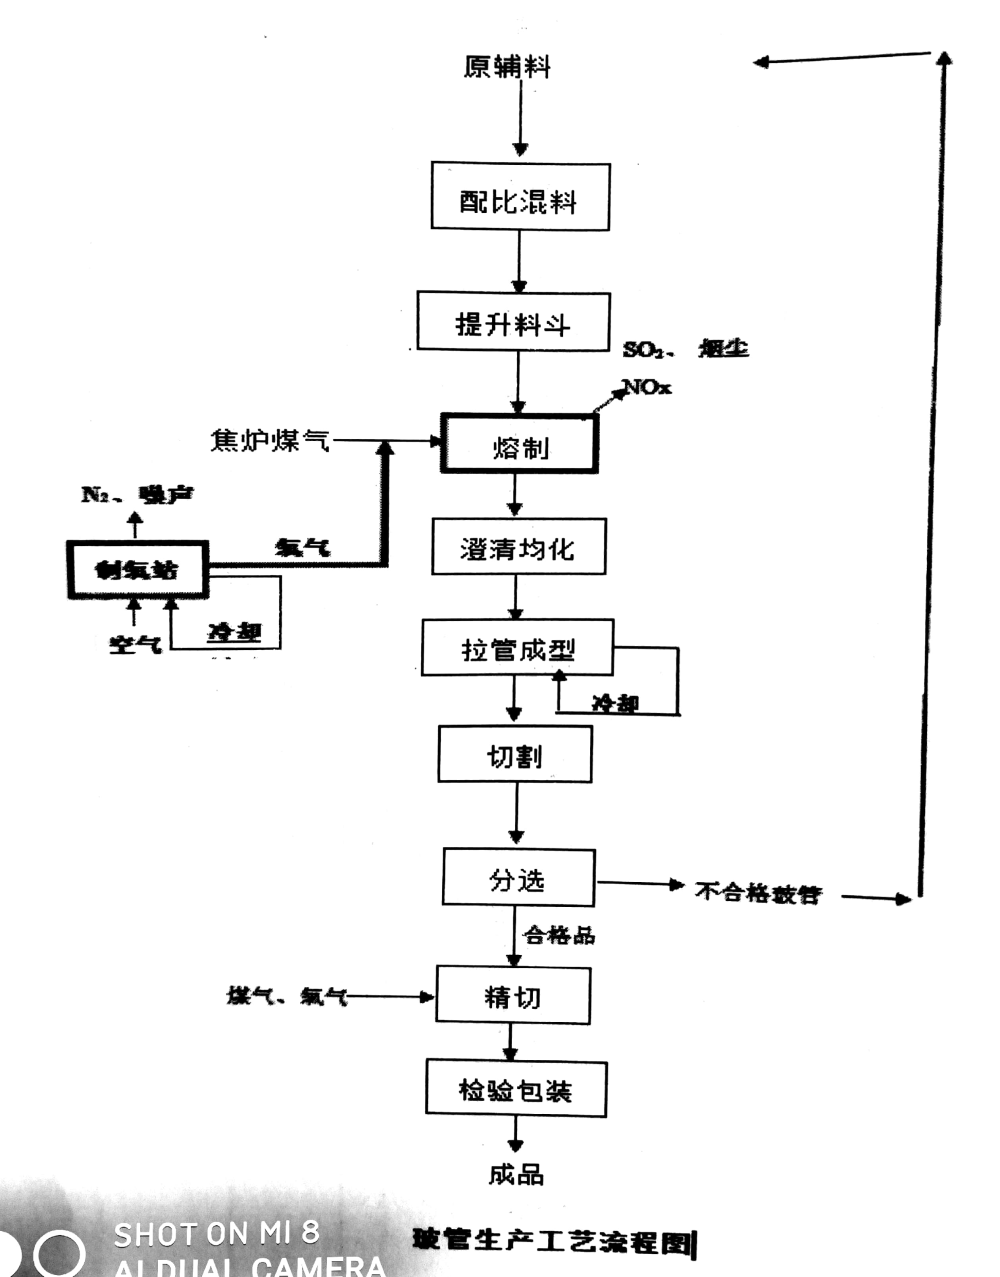 原辅料
配比混料
提升料斗
SO₂、 烟尘
NOx
焦炉煤气
熔制
N₂、噪声
氧气
制氧站
澄清均化
空气
冷却
拉管成型
冷却
切割
分选
不合格玻管
合格品
煤气、氧气
精切
检验包装
成品
玻管生产工艺流程图
SHOT ON MI 8
AI DUAL CAMERA